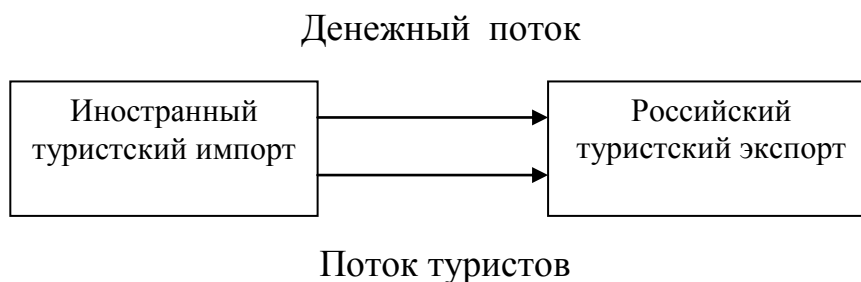 Денежный поток
Иностранный
туристский импорт
Российский
туристский экспорт
Поток туристов